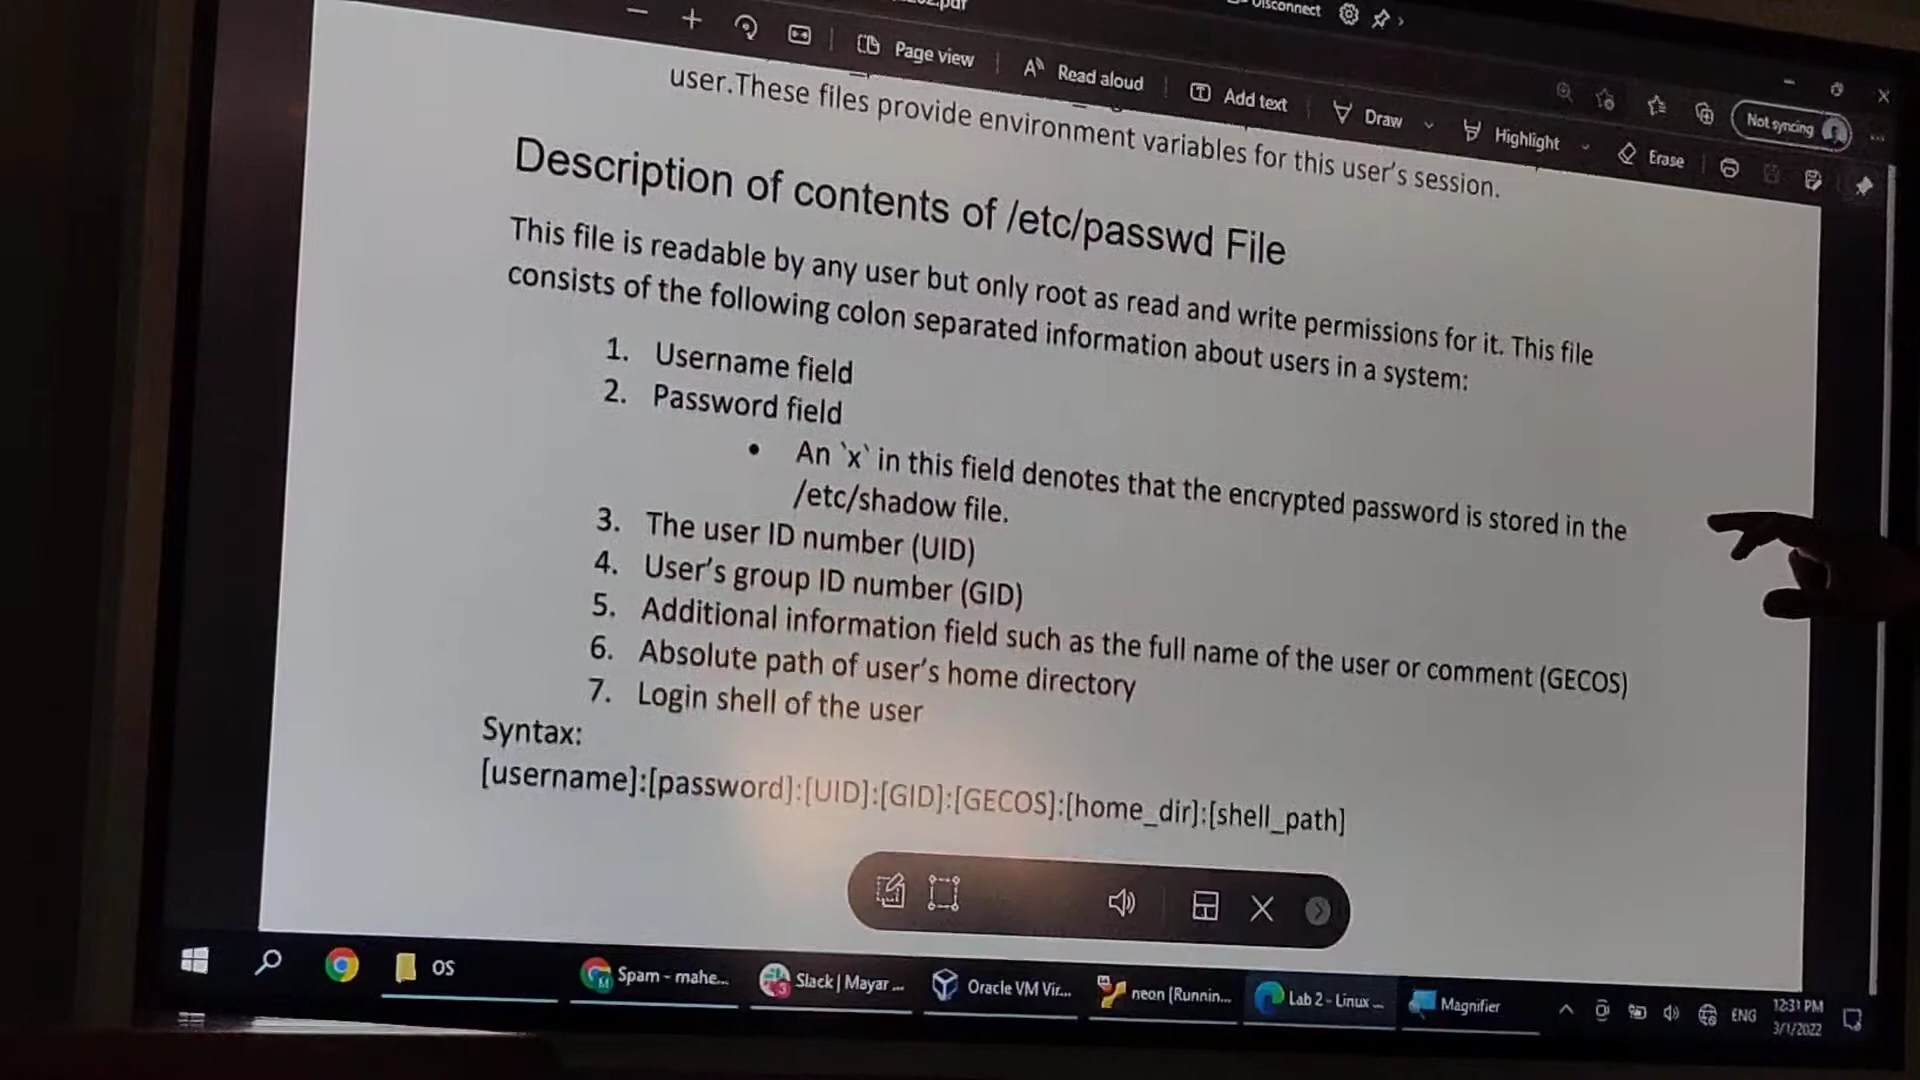 Disconnect
Page view
Read aloud
Add text
Draw
Highlight
Erase
Not syncing
user.These files provide environment variables for this user's session.
Description of contents of /etc/passwd File
This file is readable by any user but only root as read and write permissions for it. This file
consists of the following colon separated information about users in a system:
1. Username field
2. Password field
• An `x` in this field denotes that the encrypted password is stored in the
/etc/shadow file.
3. The user ID number (UID)
4. User's group ID number (GID)
5. Additional information field such as the full name of the user or comment (GECOS)
6. Absolute path of user's home directory
7. Login shell of the user
Syntax:
[username]:[password]:[UID]:[GID]:[GECOS]:[home_dir]:[shell_path]
OS
Spam - mahe...
Slack | Mayar ...
Oracle VM Vir...
neon [Runnin...
Lab 2 - Linux ...
Magnifier
ENG
12:31 PM
3/1/2022